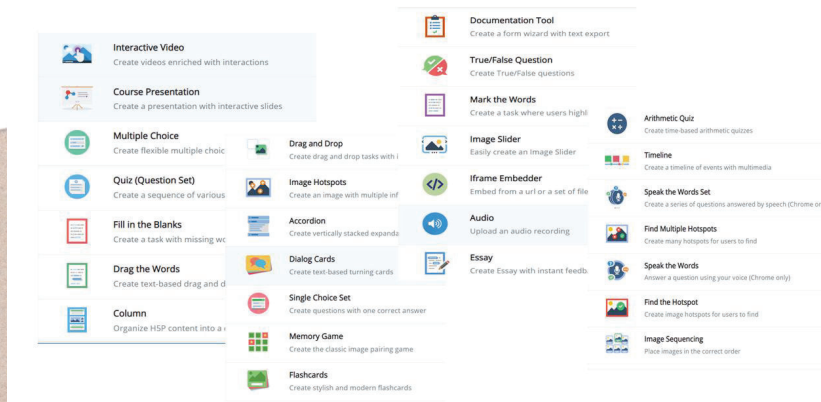 Interactive Video
Create videos enriched with interactions
Course Presentation
Create a presentation with interactive slides
Multiple Choice
Create flexible multiple choic
Quiz (Question Set)
Create a sequence of various
Fill in the Blanks
Create a task with missing wo
Drag the Words
Create text-based drag and d
Column
Organize H5P content into a
Drag and Drop
Create drag and drop tasks with i
Image Hotspots
Create an image with multiple inf
Accordion
Create vertically stacked expanda
Dialog Cards
Create text-based turning cards
Single Choice Set
Create questions with one correct answer
Memory Game
Create the classic image pairing game
Flashcards
Create stylish and modern flashcards
Documentation Tool
Create a form wizard with text export
True/False Question
Create True/False questions
Mark the Words
Create a task where users highl
Image Slider
Easily create an Image Slider
Iframe Embedder
Embed from a url or a set of file
Audio
Upload an audio recording
Essay
Create Essay with instant feedb
Arithmetic Quiz
Create time-based arithmetic quizzes
Timeline
Create a timeline of events with multimedia
Speak the Words Set
Create a series of questions answered by speech (Chrome or
Find Multiple Hotspots
Create many hotspots for users to find
Speak the Words
Answer a question using your voice (Chrome only)
Find the Hotspot
Create image hotspots for users to find
Image Sequencing
Place images in the correct order